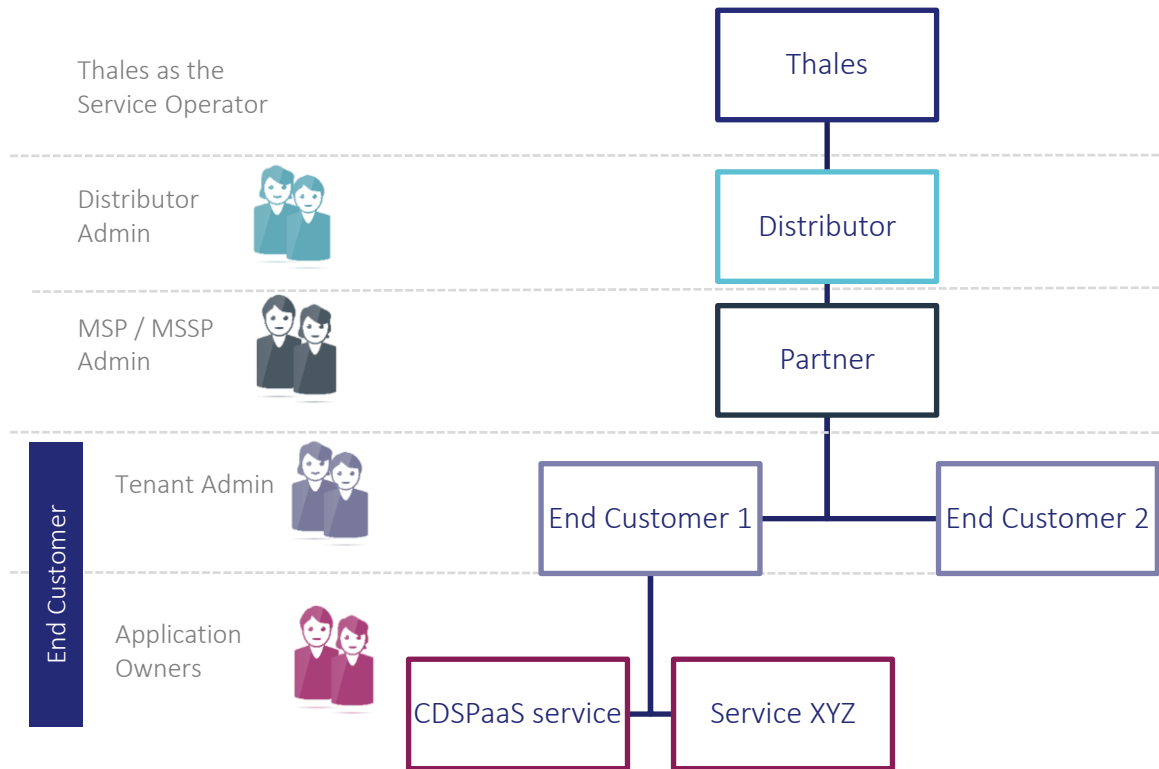 Thales as the
Service Operator
Thales
Distributor
Admin
Distributor
MSP / MSSP
Admin
Partner
End Customer
Tenant Admin
End Customer 1
End Customer 2
Application
Owners
CDSPaaS service
Service XYZ